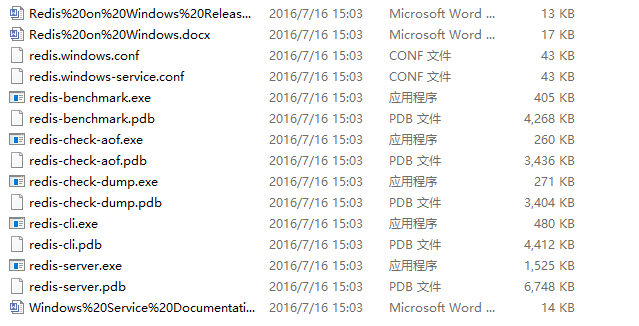 Redis%20on%20Windows%20Releas... 2016/7/16 15:03 Microsoft Word ... 13 KB
Redis%20on%20Windows.docx 2016/7/16 15:03 Microsoft Word ... 17 KB
redis.windows.conf 2016/7/16 15:03 CONF 文件 43 KB
redis.windows-service.conf 2016/7/16 15:03 CONF 文件 43 KB
redis-benchmark.exe 2016/7/16 15:03 应用程序 405 KB
redis-benchmark.pdb 2016/7/16 15:03 PDB 文件 4,268 KB
redis-check-aof.exe 2016/7/16 15:03 应用程序 260 KB
redis-check-aof.pdb 2016/7/16 15:03 PDB 文件 3,436 KB
redis-check-dump.exe 2016/7/16 15:03 应用程序 271 KB
redis-check-dump.pdb 2016/7/16 15:03 PDB 文件 3,404 KB
redis-cli.exe 2016/7/16 15:03 应用程序 480 KB
redis-cli.pdb 2016/7/16 15:03 PDB 文件 4,412 KB
redis-server.exe 2016/7/16 15:03 应用程序 1,525 KB
redis-server.pdb 2016/7/16 15:03 PDB 文件 6,748 KB
Windows%20Service%20Documentati... 2016/7/16 15:03 Microsoft Word ... 14 KB